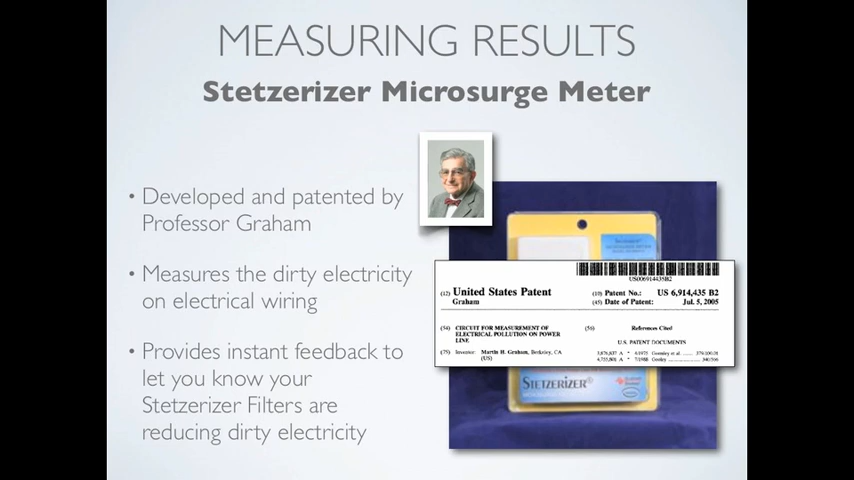 MEASURING RESULTS
Stetzerizer Microsurge Meter
• Developed and patented by
Professor Graham
• Measures the dirty electricity
on electrical wiring
• Provides instant feedback to
let you know your
Stetzerizer Filters are
reducing dirty electricity
US006914435B2
(12) United States Patent
Graham
(10) Patent No.: US 6,914,435 B2
(45) Date of Patent: Jul. 5, 2005
(54) CIRCUIT FOR MEASUREMENT OF
ELECTRICAL POLLUTION ON POWER
LINE
(75) Inventor: Martin H. Graham, Berkeley, CA
(US)
(56) References Cited
U.S. PATENT DOCUMENTS
STETZERIZER®